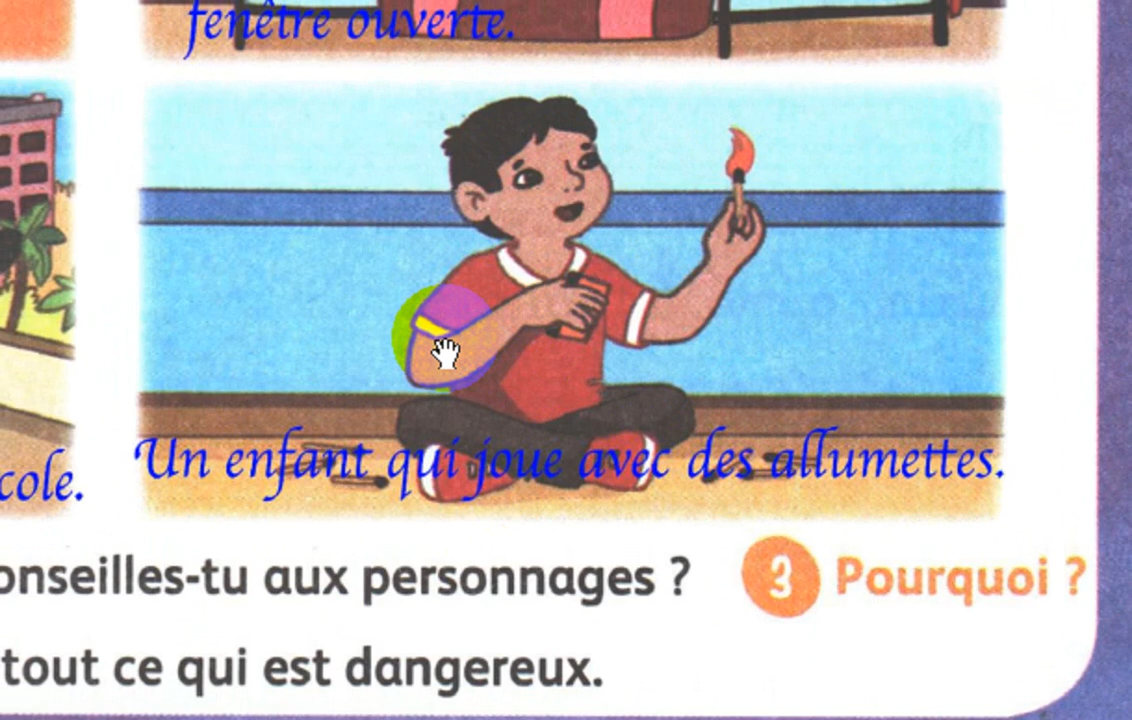 fenêtre ouverte.
cole.
Un enfant qui joue avec des allumettes.
onseilles-tu aux personnages ?
3 Pourquoi ?
tout ce qui est dangereux.